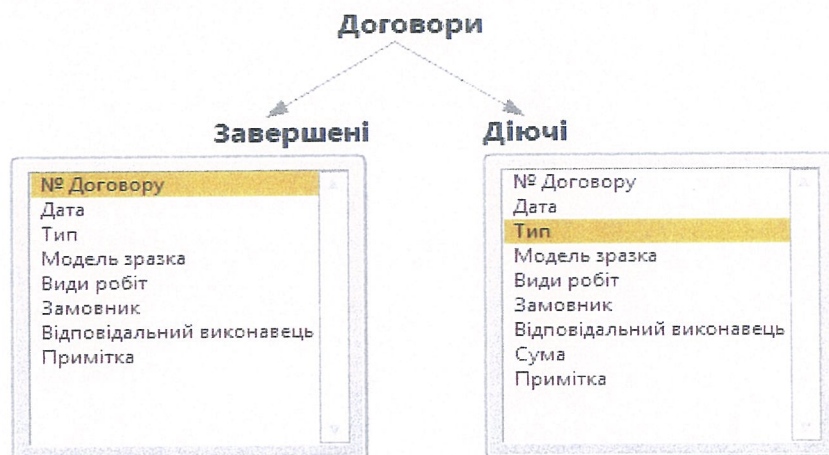 Договори
Завершені
Діючі
№ Договору
Дата
Тип
Модель зразка
Види робіт
Замовник
Відповідальний виконавець
Примітка
№ Договору
Дата
Тип
Модель зразка
Види робіт
Замовник
Відповідальний виконавець
Сума
Примітка